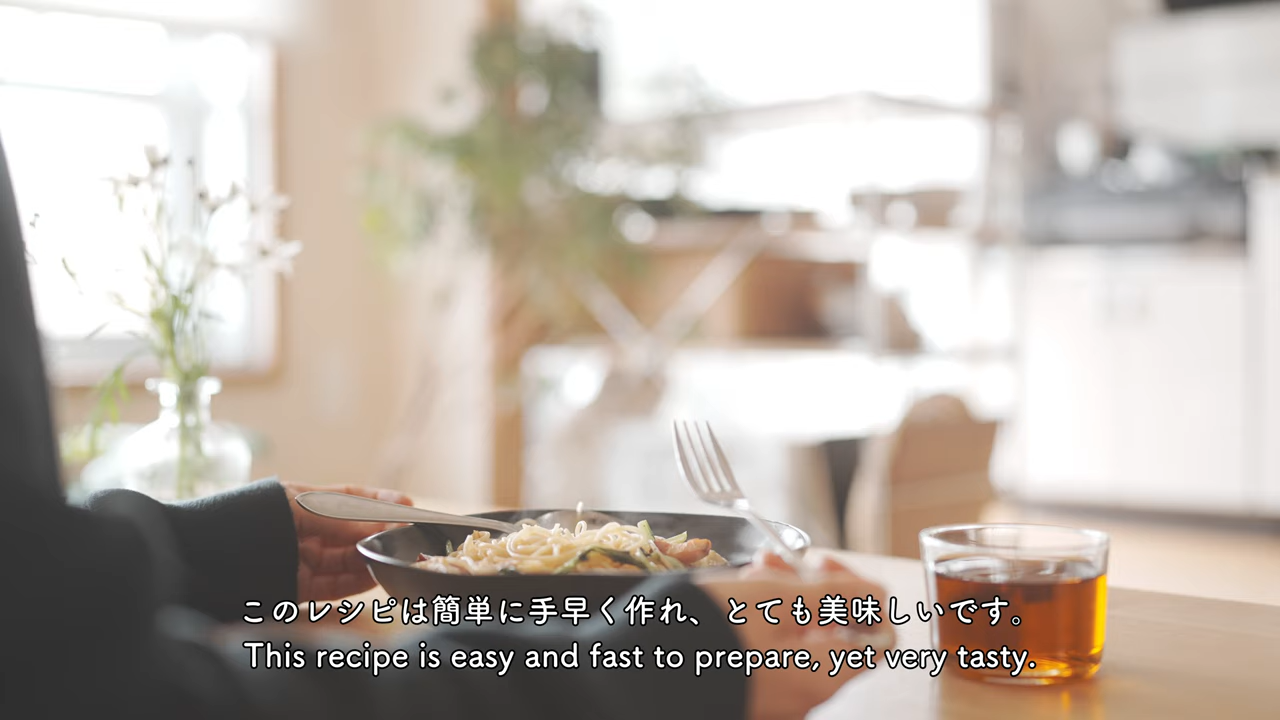 このレシピは簡単に手早く作れ、とても美味しいです。
This recipe is easy and fast to prepare, yet very tasty.